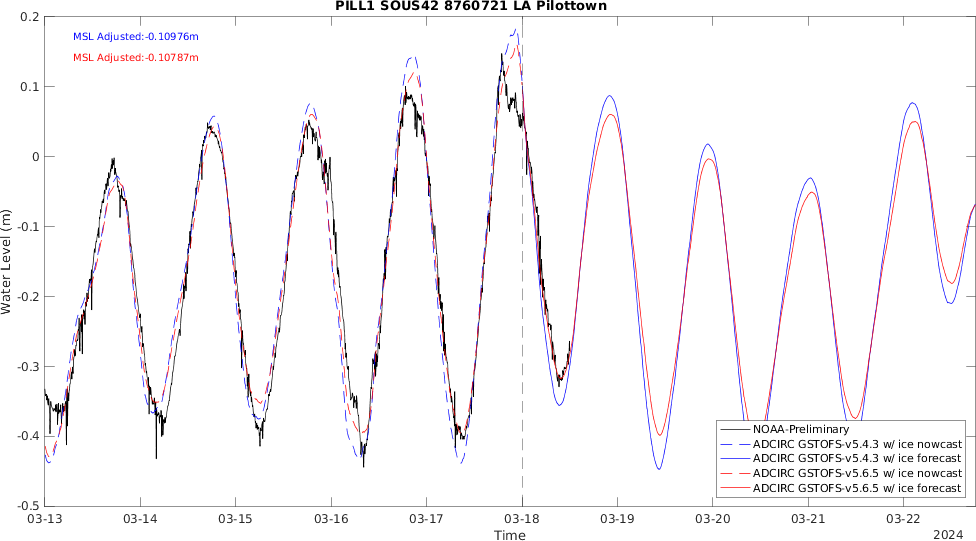 PILL1 SOUS42 8760721 LA Pilottown
MSL Adjusted:-0.10976m
MSL Adjusted:-0.10787m
Water Level (m)
0.2
0.1
0
-0.1
-0.2
-0.3
-0.4
-0.5
NOAA-Preliminary
ADCIRC GSTOFS-v5.4.3 w/ ice nowcast
ADCIRC GSTOFS-v5.4.3 w/ ice forecast
ADCIRC GSTOFS-v5.6.5 w/ ice nowcast
ADCIRC GSTOFS-v5.6.5 w/ ice forecast
03-13 03-14 03-15 03-16 03-17 03-18 03-19 03-20 03-21 03-22
Time
2024